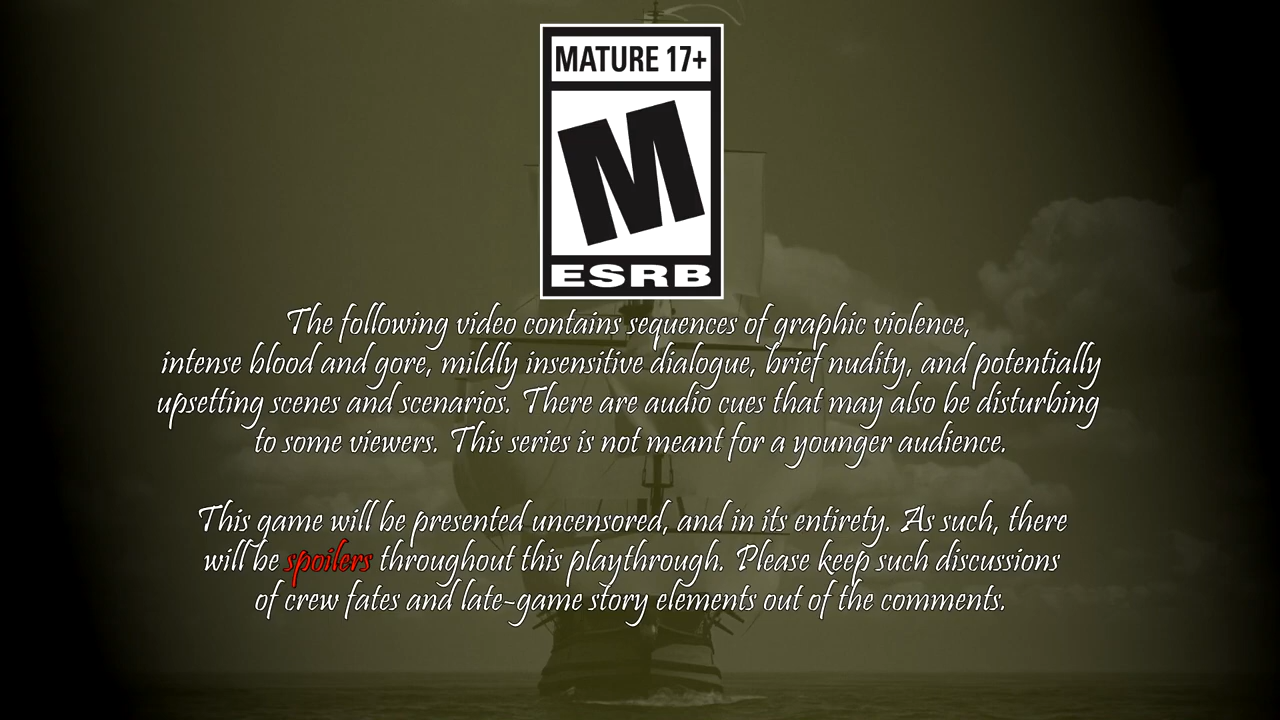 MATURE 17+
M
ESRB
The following video contains sequences of graphic violence,
intense blood and gore, mildly insensitive dialogue, brief nudity, and potentially
upsetting scenes and scenarios. There are audio cues that may also be disturbing
to some viewers. This series is not meant for a younger audience.
This game will be presented uncensored, and in its entirety. As such, there
will be spoilers throughout this playthrough. Please keep such discussions
of crew fates and late-game story elements out of the comments.